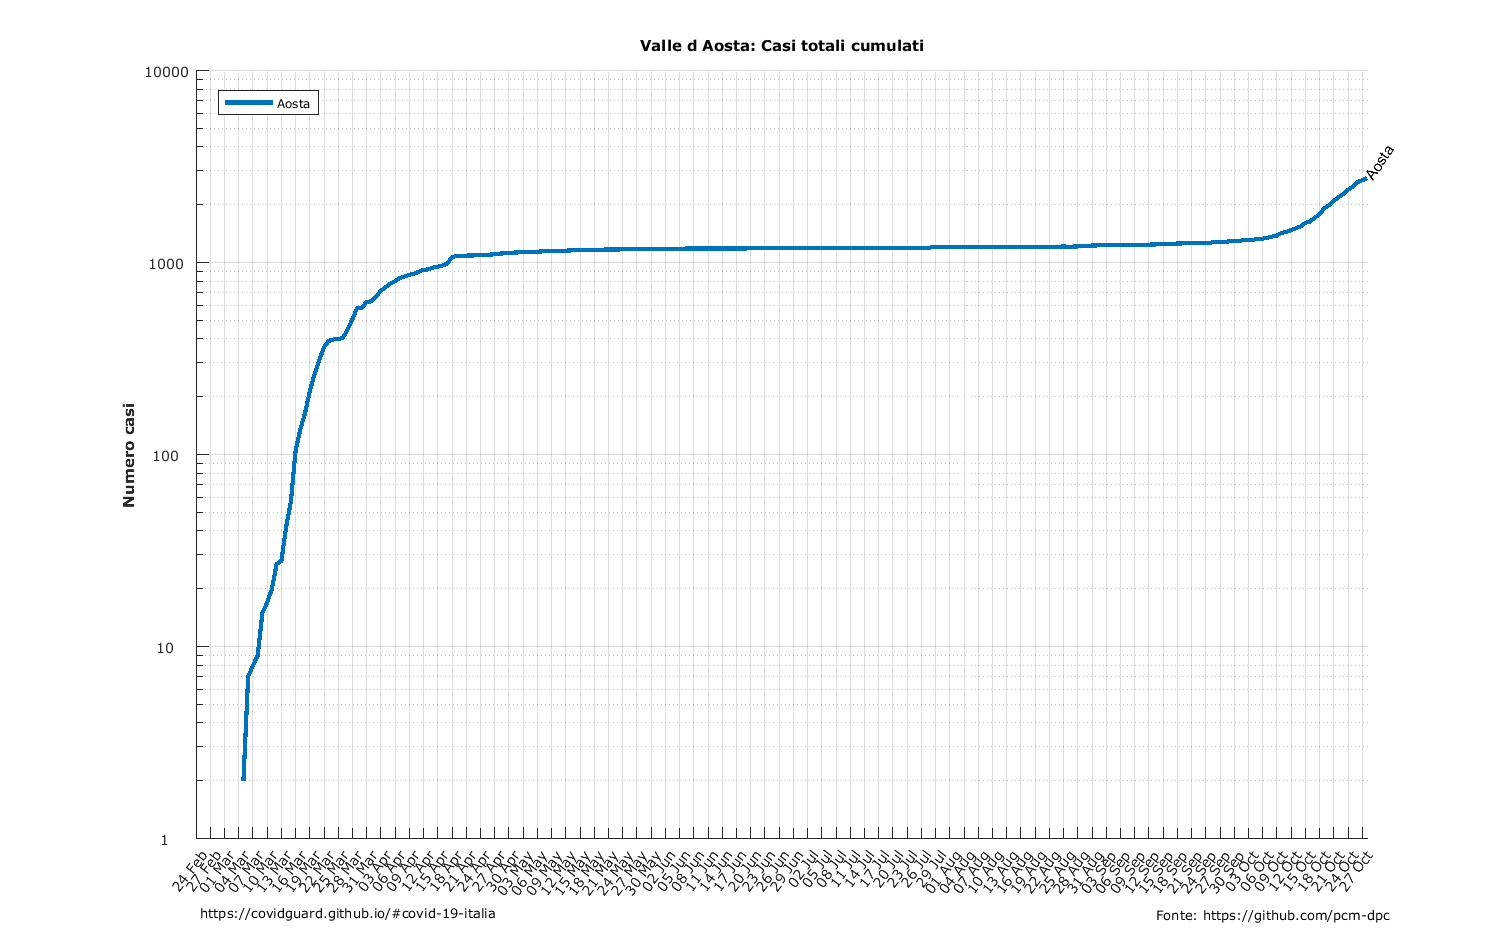 Valle d Aosta: Casi totali cumulati
10000
Aosta
Aosta
1000
Numero casi
100
10
1
24 Feb
27 Feb
01 Mar
04 Mar
07 Mar
10 Mar
13 Mar
16 Mar
19 Mar
22 Mar
25 Mar
28 Mar
31 Mar
03 Apr
06 Apr
09 Apr
12 Apr
15 Apr
18 Apr
21 Apr
24 Apr
27 Apr
30 Apr
03 May
06 May
09 May
12 May
15 May
18 May
21 May
24 May
27 May
30 May
02 Jun
05 Jun
08 Jun
11 Jun
14 Jun
17 Jun
20 Jun
23 Jun
26 Jun
29 Jun
02 Jul
05 Jul
08 Jul
11 Jul
14 Jul
17 Jul
20 Jul
23 Jul
26 Jul
29 Jul
01 Aug
04 Aug
07 Aug
10 Aug
13 Aug
16 Aug
19 Aug
22 Aug
25 Aug
28 Aug
31 Aug
03 Sep
06 Sep
09 Sep
12 Sep
15 Sep
18 Sep
21 Sep
24 Sep
27 Sep
30 Sep
03 Oct
06 Oct
09 Oct
12 Oct
15 Oct
18 Oct
21 Oct
24 Oct
27 Oct
https://covidguard.github.io/#covid-19-italia
Fonte: https://github.com/pcm-dpc